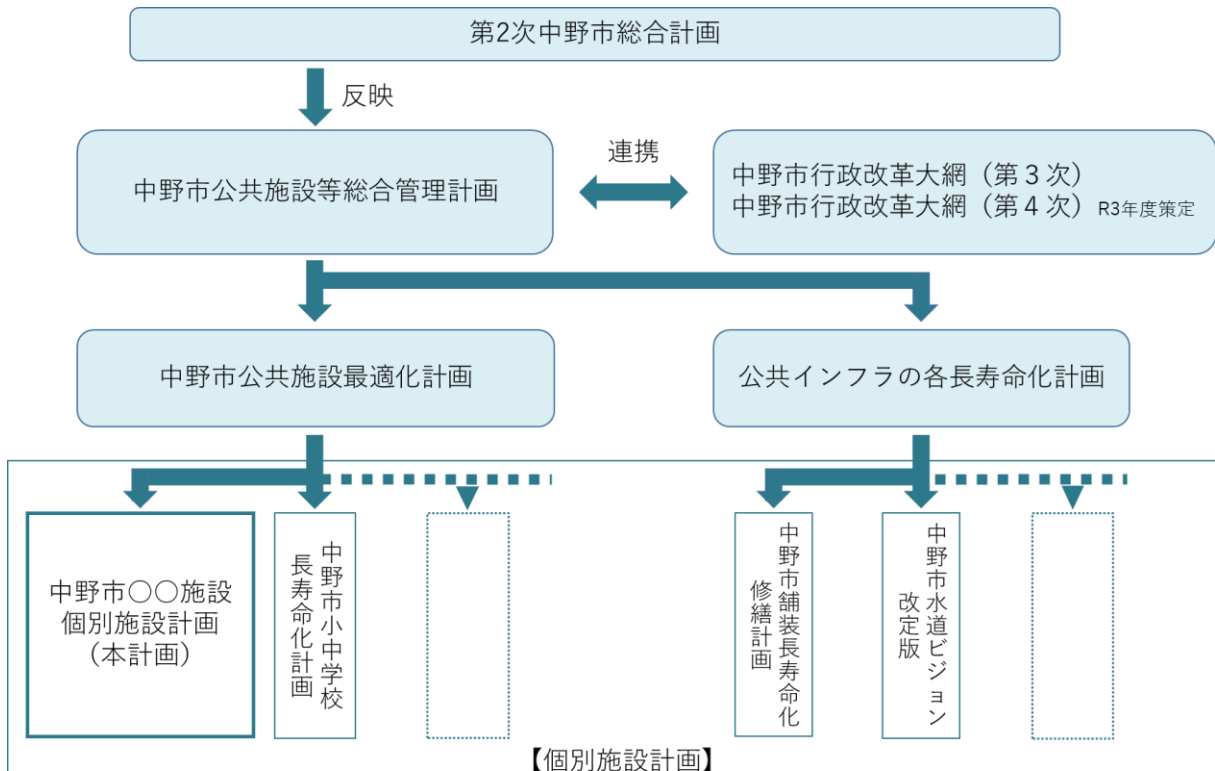 第2次中野市総合計画
反映
中野市公共施設等総合管理計画
連携
中野市行政改革大綱（第３次）
中野市行政改革大綱（第４次） R3年度策定
中野市公共施設最適化計画
公共インフラの各長寿命化計画
中野市○○施設
個別施設計画
（本計画）
中野市小中学校
長寿命化計画
中野市舗装長寿命化
修繕計画
中野市水道ビジョン
改定版
【個別施設計画】